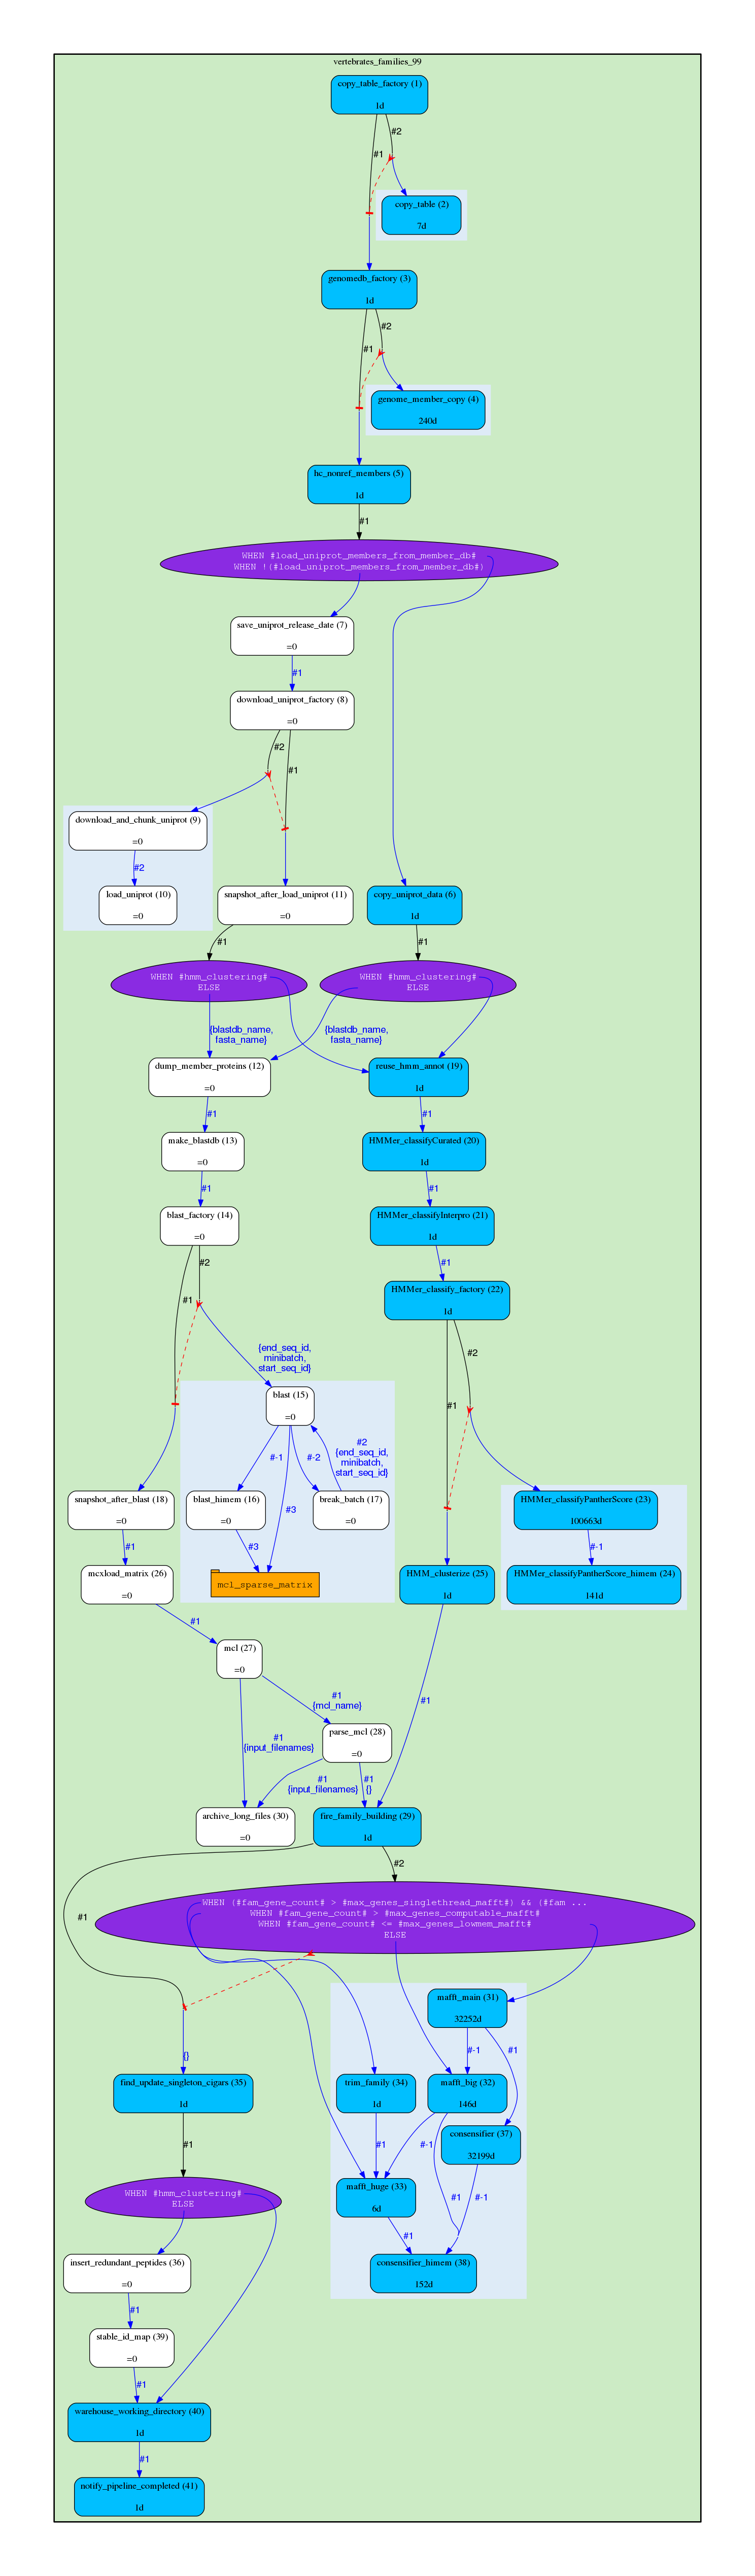 vertebrates_families_99
copy_table_factory (1)
1d
#2
#1
copy_table (2)
7d
genomedb_factory (3)
1d
#2
#1
genome_member_copy (4)
240d
hc_nonref_members (5)
1d
#1
WHEN #load_uniprot_members_from_member_db#
WHEN !(#load_uniprot_members_from_member_db#)
save_uniprot_release_date (7)
=0
#1
download_uniprot_factory (8)
=0
#2
#1
download_and_chunk_uniprot (9)
=0
#2
load_uniprot (10)
=0
snapshot_after_load_uniprot (11)
=0
copy_uniprot_data (6)
1d
#1
#1
WHEN #hmm_clustering#
ELSE
WHEN #hmm_clustering#
ELSE
{blastdb_name,
fasta_name}
{blastdb_name,
fasta_name}
dump_member_proteins (12)
=0
reuse_hmm_annot (19)
1d
#1
#1
make_blastdb (13)
=0
HMMer_classifyCurated (20)
1d
#1
#1
blast_factory (14)
=0
HMMer_classifyInterpro (21)
1d
#2
#1
#1
HMMer_classify_factory (22)
1d
{end_seq_id,
minibatch,
start_seq_id}
#2
#1
blast (15)
=0
#-1
#-2
#2
{end_seq_id,
minibatch,
start_seq_id}
#3
snapshot_after_blast (18)
=0
blast_himem (16)
=0
break_batch (17)
=0
HMMer_classifyPantherScore (23)
100663d
#1
#3
#-1
mcxload_matrix (26)
=0
mcl_sparse_matrix
HMM_clusterize (25)
1d
HMMer_classifyPantherScore_himem (24)
141d
#1
mcl (27)
=0
#1
{mcl_name}
#1
parse_mcl (28)
=0
#1
{input_filenames}
#1
{input_filenames}
#1
{}
archive_long_files (30)
=0
fire_family_building (29)
1d
#2
#1
WHEN (#fam_gene_count# > #max_genes_singlethread_mafft#) && (#fam ...
WHEN #fam_gene_count# > #max_genes_computable_mafft#
WHEN #fam_gene_count# <= #max_genes_lowmem_mafft#
ELSE
mafft_main (31)
32252d
{}
#-1
#1
find_update_singleton_cigars (35)
1d
trim_family (34)
1d
mafft_big (32)
146d
#1
#1
#-1
consensifier (37)
32199d
WHEN #hmm_clustering#
ELSE
mafft_huge (33)
6d
#1
#-1
#1
insert_redundant_peptides (36)
=0
consensifier_himem (38)
152d
#1
stable_id_map (39)
=0
#1
warehouse_working_directory (40)
1d
#1
notify_pipeline_completed (41)
1d